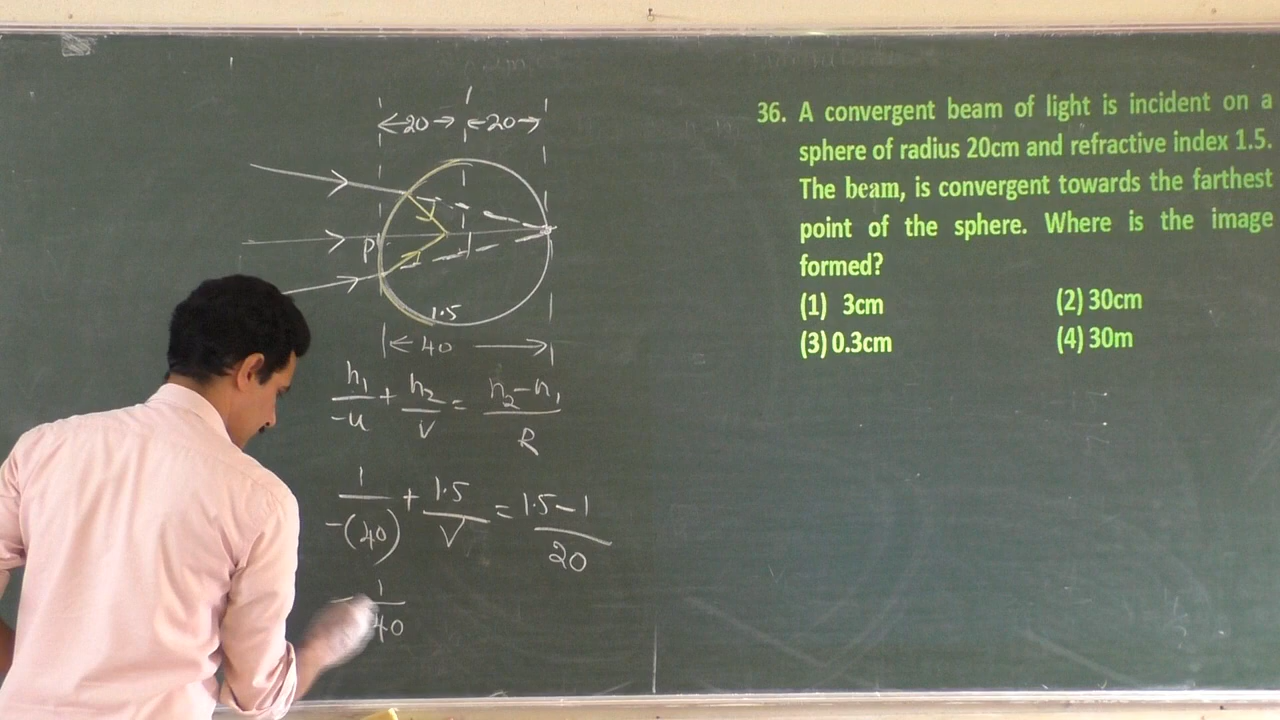 ←20→ ←20→
P
1.5
← 40 →
n₁/-u + n₂/v = n₂-n₁/R
1/-(40) + 1.5/V = 1.5-1/20
- 1/40
36. A convergent beam of light is incident on a
sphere of radius 20cm and refractive index 1.5.
The beam, is convergent towards the farthest
point of the sphere. Where is the image
formed?
(1) 3cm (2) 30cm
(3) 0.3cm (4) 30m